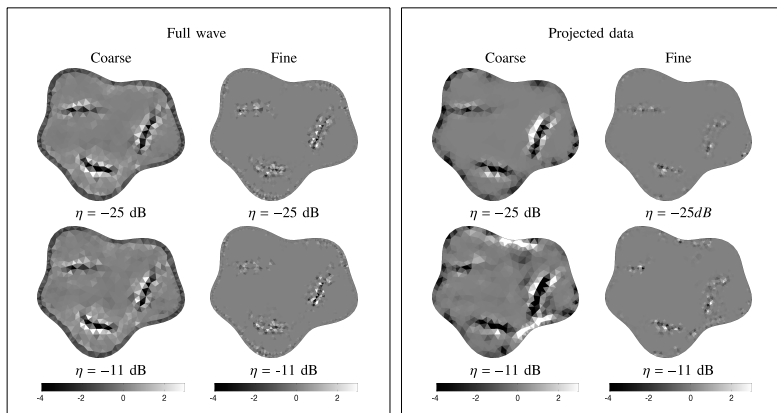 Full wave
Coarse Fine
η = −25 dB η = −25 dB
η = −11 dB η = -11 dB
-4 -2 0 2 -4 -2 0 2
Projected data
Coarse Fine
η = −25 dB η = −25dB
η = −11 dB η = −11 dB
-4 -2 0 2 -4 -2 0 2